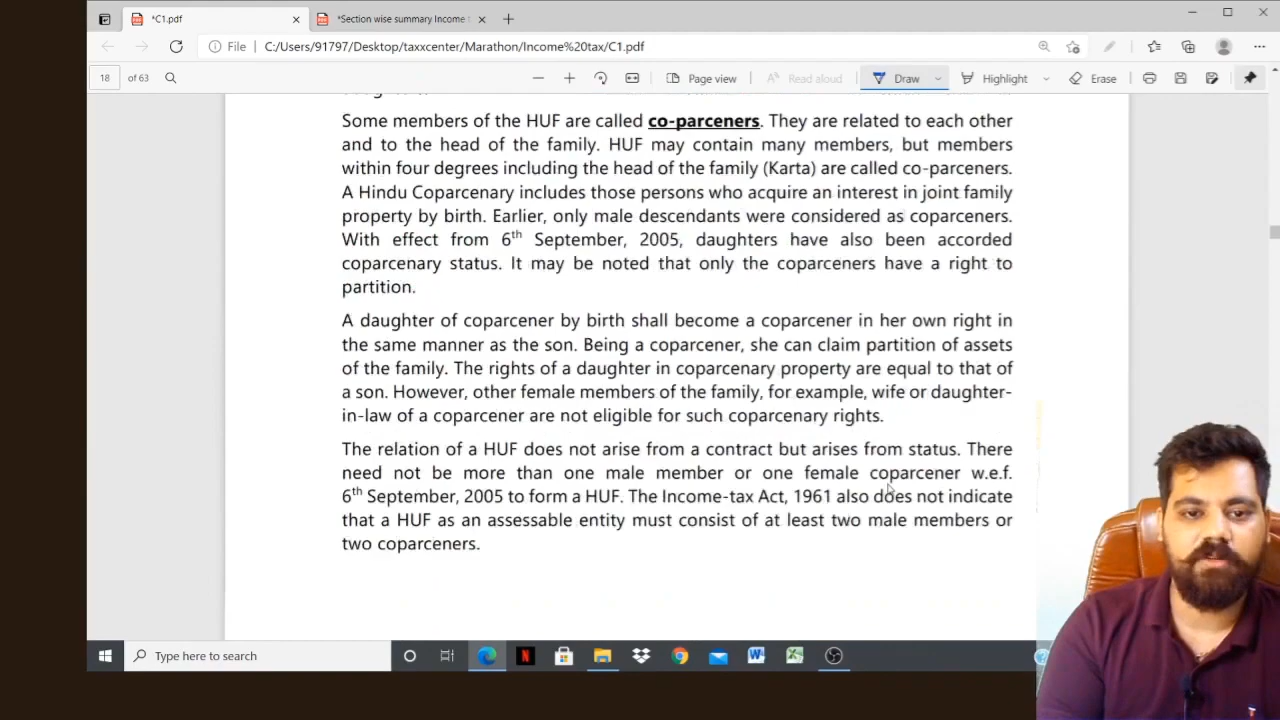 *C1.pdf
*Section wise summary Income t
File
C:/Users/91797/Desktop/taxxcenter/Marathon/Income%20tax/C1.pdf
18 of 63
Page view
Read aloud
Draw
Highlight
Erase
Some members of the HUF are called co-parceners. They are related to each other
and to the head of the family. HUF may contain many members, but members
within four degrees including the head of the family (Karta) are called co-parceners.
A Hindu Coparcenary includes those persons who acquire an interest in joint family
property by birth. Earlier, only male descendants were considered as coparceners.
With effect from 6th September, 2005, daughters have also been accorded
coparcenary status. It may be noted that only the coparceners have a right to
partition.
A daughter of coparcener by birth shall become a coparcener in her own right in
the same manner as the son. Being a coparcener, she can claim partition of assets
of the family. The rights of a daughter in coparcenary property are equal to that of
a son. However, other female members of the family, for example, wife or daughter-
in-law of a coparcener are not eligible for such coparcenary rights.
The relation of a HUF does not arise from a contract but arises from status. There
need not be more than one male member or one female coparcener w.e.f.
6th September, 2005 to form a HUF. The Income-tax Act, 1961 also does not indicate
that a HUF as an assessable entity must consist of at least two male members or
two coparceners.
Type here to search